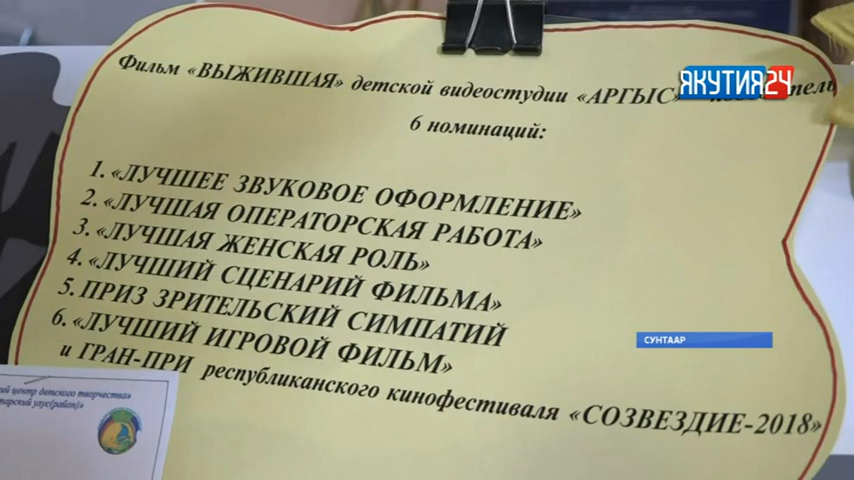 Фильм «ВЫЖИВШАЯ» детской видеостудии «АРГЫС»
6 номинаций:
1. «ЛУЧШЕЕ ЗВУКОВОЕ ОФОРМЛЕНИЕ»
2. «ЛУЧШАЯ ОПЕРАТОРСКАЯ РАБОТА»
3. «ЛУЧШАЯ ЖЕНСКАЯ РОЛЬ»
4. «ЛУЧШИЙ СЦЕНАРИЙ ФИЛЬМА»
5. ПРИЗ ЗРИТЕЛЬСКИЙ СИМПАТИЙ
6. «ЛУЧШИЙ ИГРОВОЙ ФИЛЬМ»
и ГРАН-ПРИ республиканского кинофестиваля «СОЗВЕЗДИЕ-2018»
центр детского творчества»
улус(район)»
ЯКУТИЯ24
СУНТААР